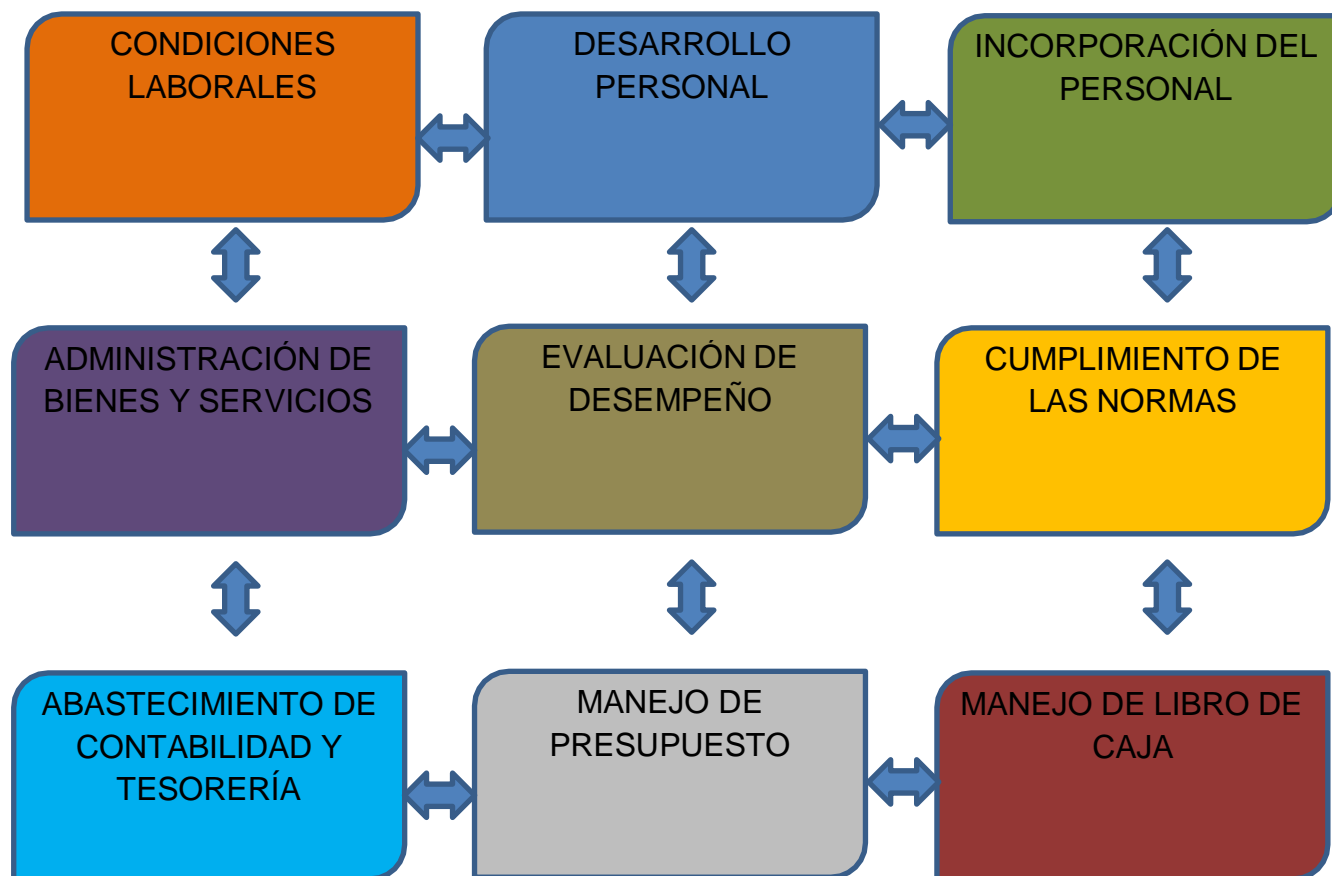 CONDICIONES
LABORALES
DESARROLLO
PERSONAL
INCORPORACIÓN DEL
PERSONAL
ADMINISTRACIÓN DE
BIENES Y SERVICIOS
EVALUACIÓN DE
DESEMPEÑO
CUMPLIMIENTO DE
LAS NORMAS
ABASTECIMIENTO DE
CONTABILIDAD Y
TESORERÍA
MANEJO DE
PRESUPUESTO
MANEJO DE LIBRO DE
CAJA